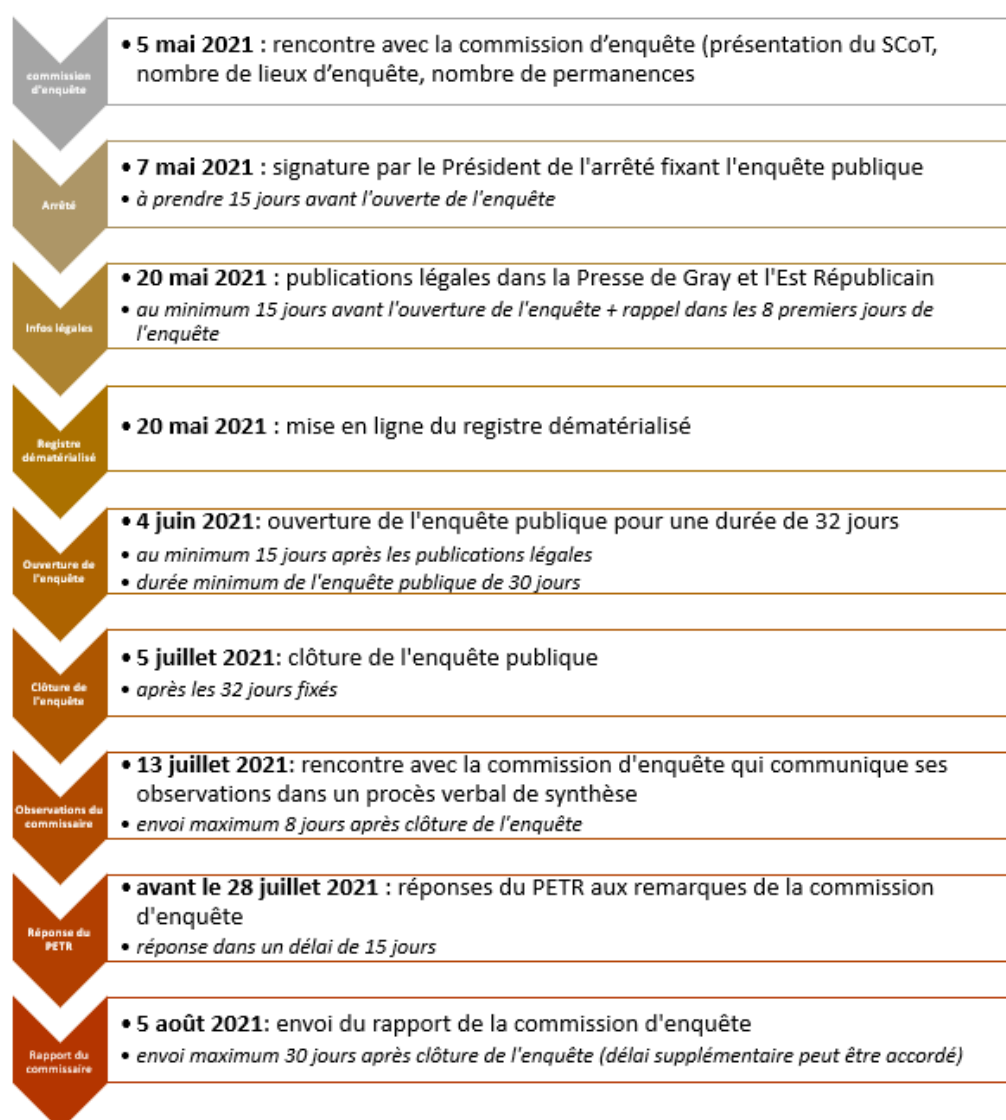 commission
d'enquête
• 5 mai 2021 : rencontre avec la commission d'enquête (présentation du SCoT,
nombre de lieux d'enquête, nombre de permanences
Arrêté
• 7 mai 2021 : signature par le Président de l'arrêté fixant l'enquête publique
• à prendre 15 jours avant l'ouverte de l'enquête
Infos légales
• 20 mai 2021 : publications légales dans la Presse de Gray et l'Est Républicain
• au minimum 15 jours avant l'ouverture de l'enquête + rappel dans les 8 premiers jours de
l'enquête
Registre
dématérialisé
• 20 mai 2021 : mise en ligne du registre dématérialisé
Ouverture de
l'enquête
• 4 juin 2021: ouverture de l'enquête publique pour une durée de 32 jours
• au minimum 15 jours après les publications légales
• durée minimum de l'enquête publique de 30 jours
Clôture de
l'enquête
• 5 juillet 2021: clôture de l'enquête publique
• après les 32 jours fixés
Observations du
commissaire
• 13 juillet 2021: rencontre avec la commission d'enquête qui communique ses
observations dans un procès verbal de synthèse
• envoi maximum 8 jours après clôture de l'enquête
Réponse du
PETR
• avant le 28 juillet 2021 : réponses du PETR aux remarques de la commission
d'enquête
• réponse dans un délai de 15 jours
Rapport du
commissaire
• 5 août 2021: envoi du rapport de la commission d'enquête
• envoi maximum 30 jours après clôture de l'enquête (délai supplémentaire peut être accordé)